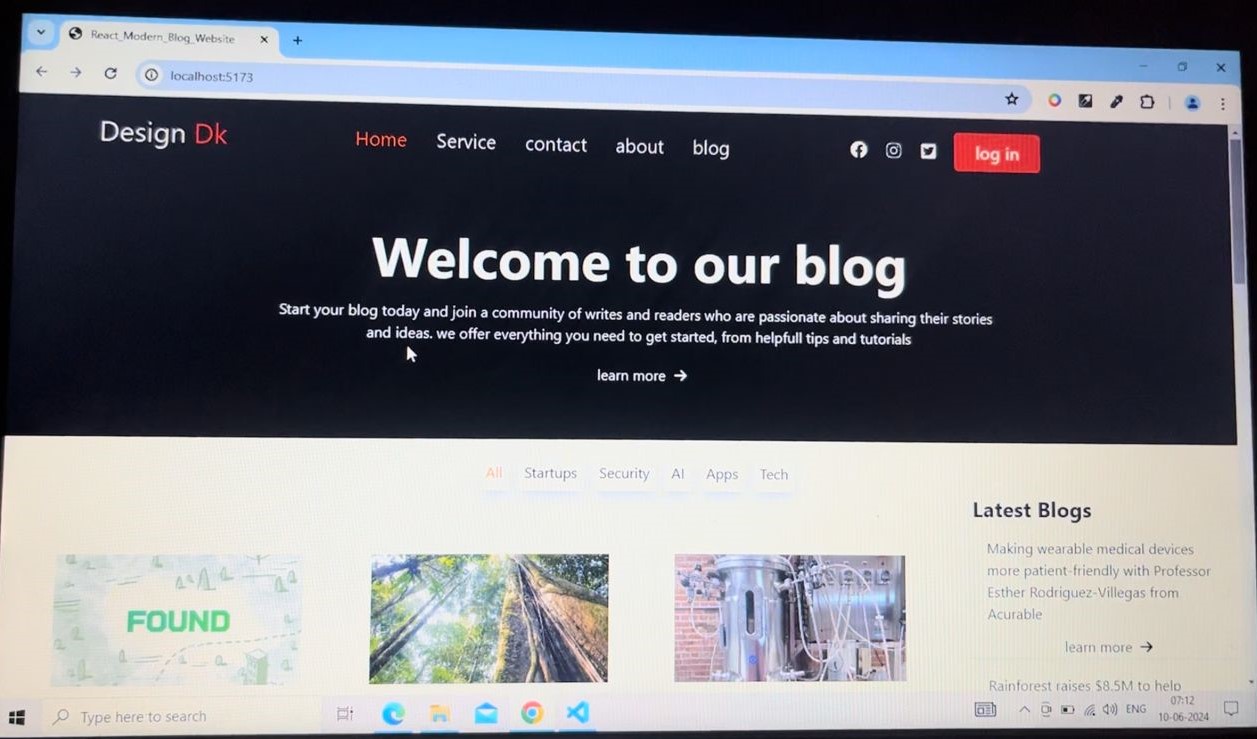 React_Modern_Blog_Website
localhost:5173
Design Dk
Home Service contact about blog
log in
Welcome to our blog
Start your blog today and join a community of writes and readers who are passionate about sharing their stories
and ideas. we offer everything you need to get started, from helpfull tips and tutorials
learn more
All Startups Security AI Apps Tech
Latest Blogs
Making wearable medical devices
more patient-friendly with Professor
Esther Rodriguez-Villegas from
Acurable
learn more
Rainforest raises $8.5M to help
FOUND
Type here to search
ENG
07:12
10-06-2024